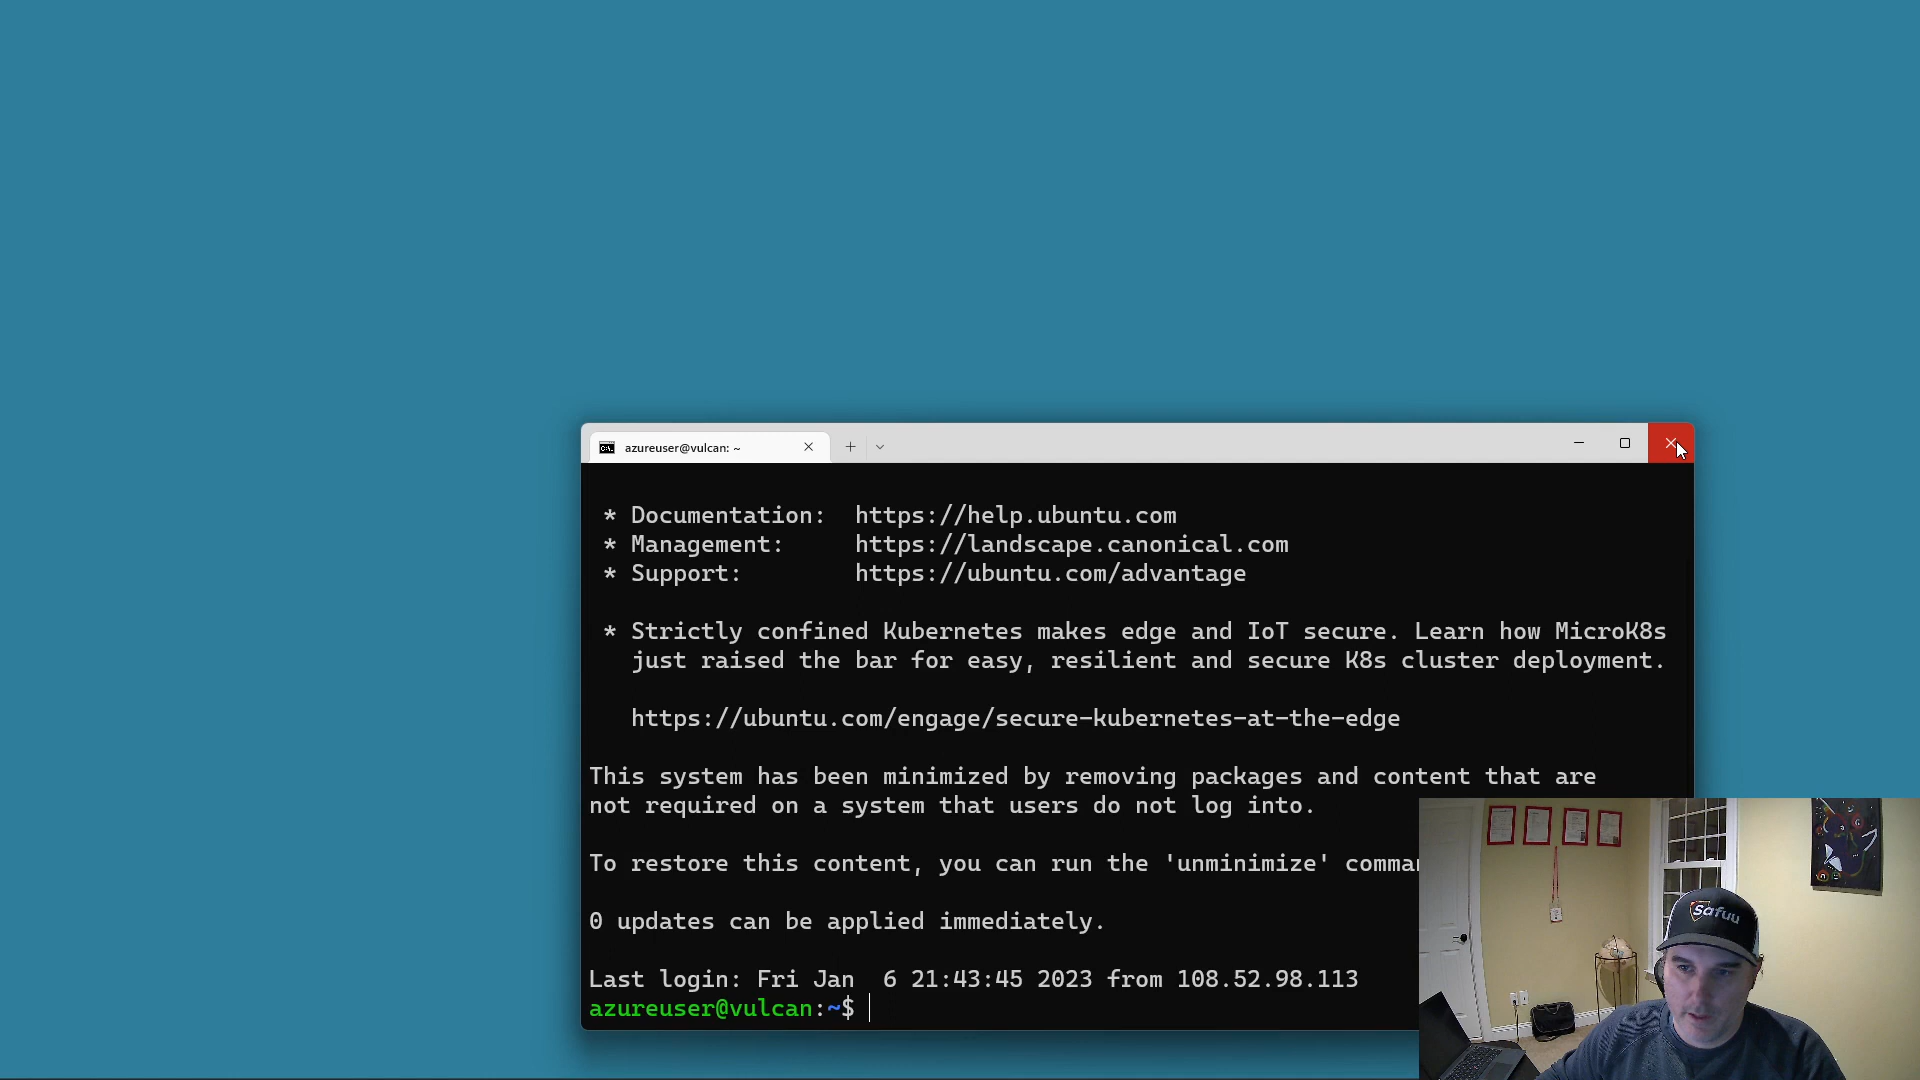 azureuser@vulcan: ~
* Documentation:  https://help.ubuntu.com
* Management:     https://landscape.canonical.com
* Support:        https://ubuntu.com/advantage
* Strictly confined Kubernetes makes edge and IoT secure. Learn how MicroK8s
just raised the bar for easy, resilient and secure K8s cluster deployment.
https://ubuntu.com/engage/secure-kubernetes-at-the-edge
This system has been minimized by removing packages and content that are
not required on a system that users do not log into.
To restore this content, you can run the 'unminimize' comman
0 updates can be applied immediately.
Last login: Fri Jan  6 21:43:45 2023 from 108.52.98.113
azureuser@vulcan:~$
safuu